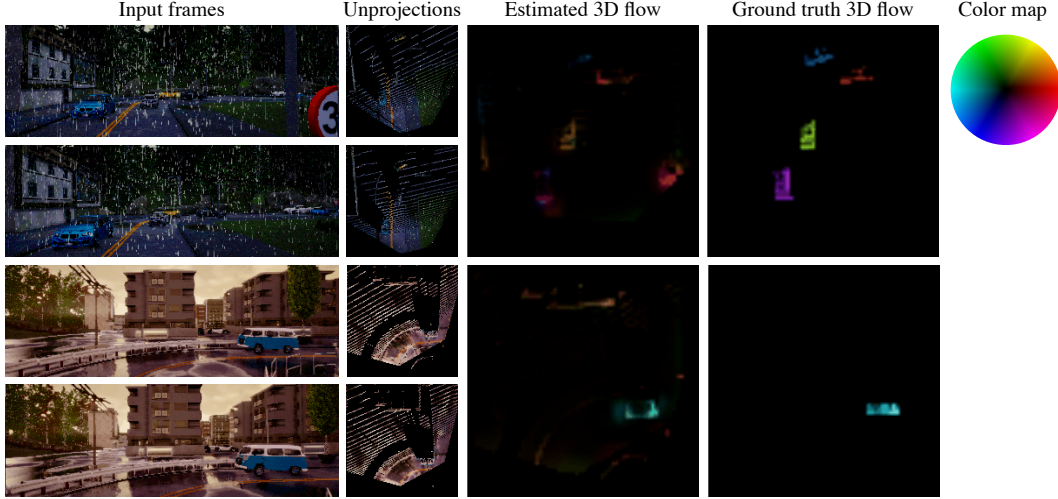 Input frames
Unprojections
Estimated 3D flow
Ground truth 3D flow
Color map
3